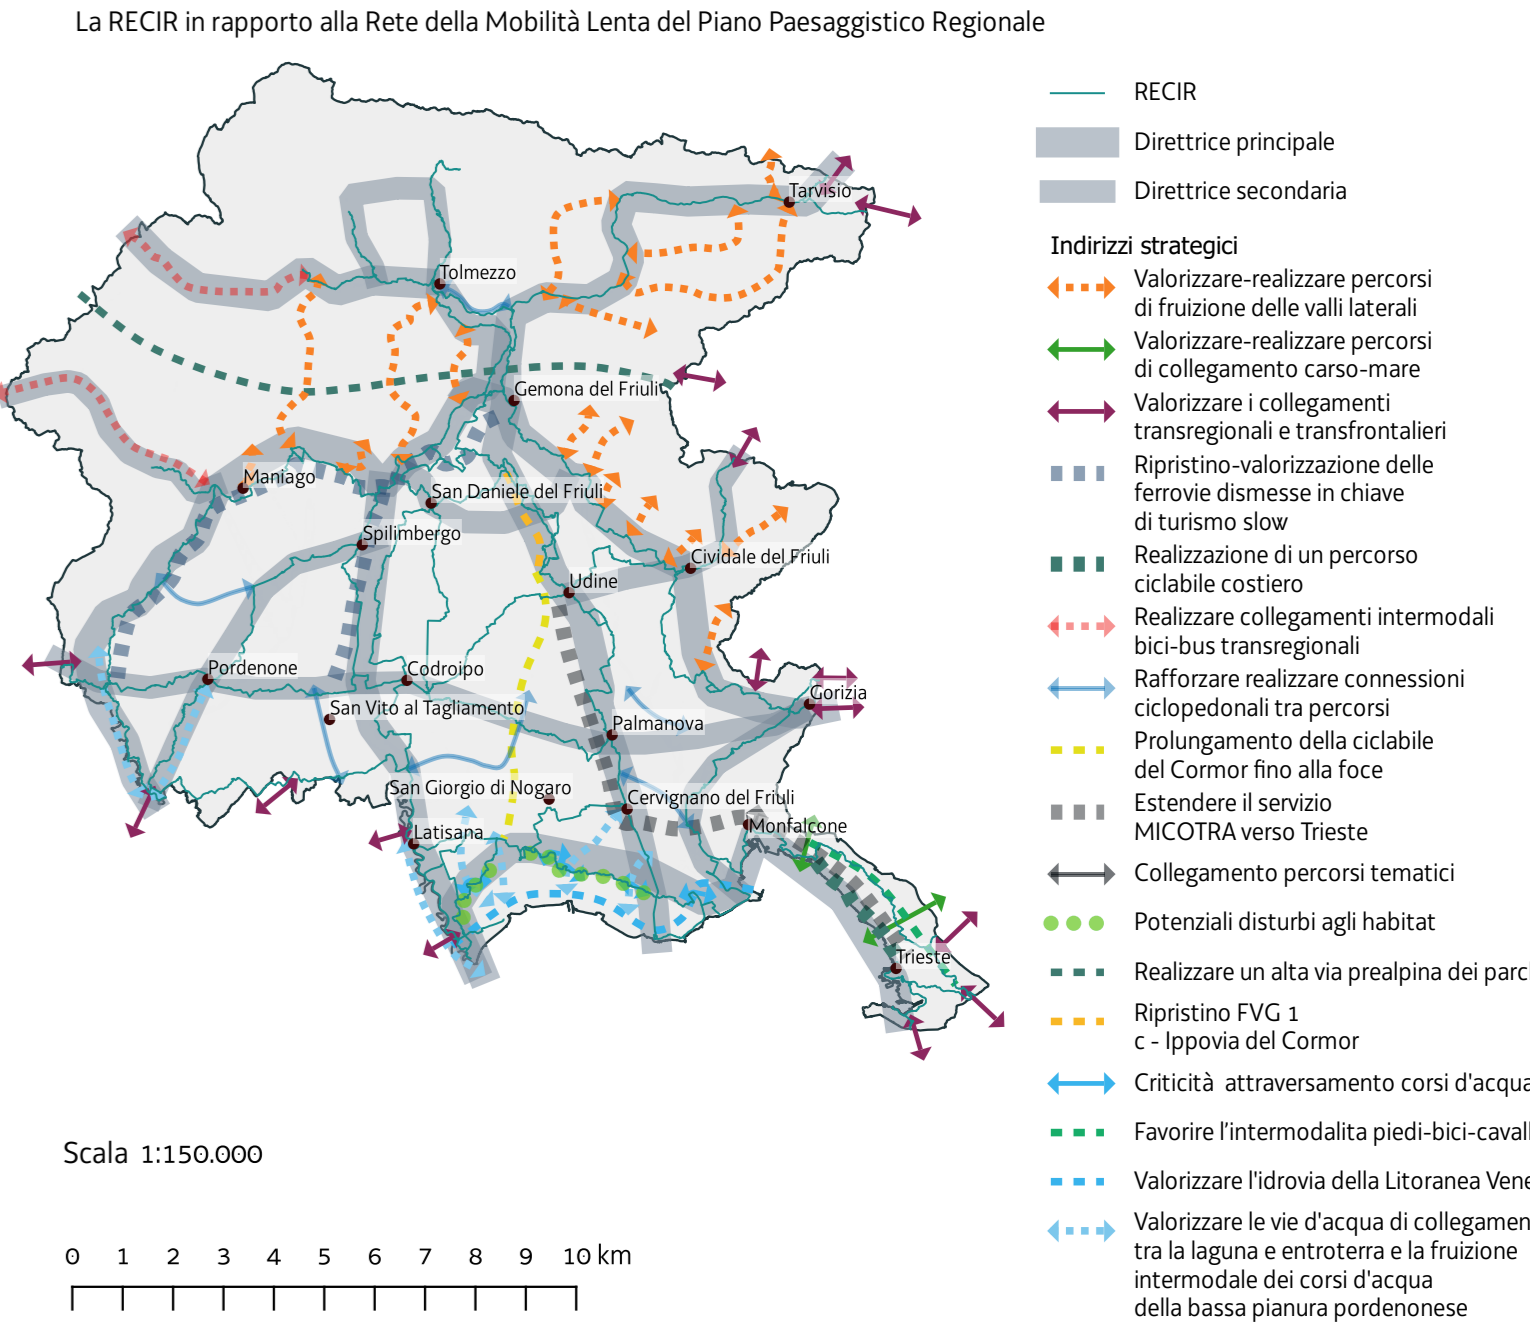 La RECIR in rapporto alla Rete della Mobilità Lenta del Piano Paesaggistico Regionale
Tarvisio
Tolmezzo
Gemona del Friuli
Maniago
San Daniele del Friuli
Spilimbergo
Cividale del Friuli
Udine
Pordenone
Codroipo
Gorizia
San Vito al Tagliamento
Palmanova
San Giorgio di Nogaro
Cervignano del Friuli
Latisana
Monfalcone
Trieste
RECIR
Direttrice principale
Direttrice secondaria
Indirizzi strategici
Valorizzare-realizzare percorsi
di fruizione delle valli laterali
Valorizzare-realizzare percorsi
di collegamento carso-mare
Valorizzare i collegamenti
transregionali e transfrontalieri
Ripristino-valorizzazione delle
ferrovie dismesse in chiave
di turismo slow
Realizzazione di un percorso
ciclabile costiero
Realizzare collegamenti intermodali
bici-bus transregionali
Rafforzare realizzare connessioni
ciclopedonali tra percorsi
Prolungamento della ciclabile
del Cormor fino alla foce
Estendere il servizio
MICOTRA verso Trieste
Collegamento percorsi tematici
Potenziali disturbi agli habitat
Realizzare un alta via prealpina dei parc
Ripristino FVG 1
c - Ippovia del Cormor
Criticità attraversamento corsi d'acqua
Favorire l'intermodalita piedi-bici-caval
Valorizzare l'idrovia della Litoranea Vene
Valorizzare le vie d'acqua di collegamen
tra la laguna e entroterra e la fruizione
intermodale dei corsi d'acqua
della bassa pianura pordenonese
Scala 1:150.000
0 1 2 3 4 5 6 7 8 9 10 km